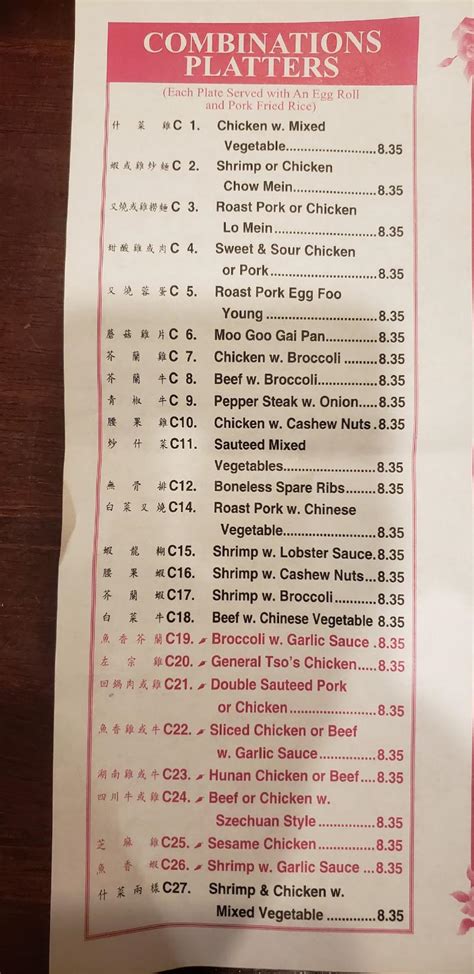 COMBINATIONS
PLATTERS
(Each Plate Served with An Egg Roll
and Pork Fried Rice)
什菜雞 C 1. Chicken w. Mixed
Vegetable...............................8.35
蝦或雞炒麵 C 2. Shrimp or Chicken
Chow Mein............................8.35
叉燒或雞撈麵 C 3. Roast Pork or Chicken
Lo Mein.................................8.35
甜酸雞或肉 C 4. Sweet & Sour Chicken
or Pork..................................8.35
叉燒蓉蛋 C 5. Roast Pork Egg Foo
Young ...................................8.35
蘑菇雞片 C 6. Moo Goo Gai Pan..............8.35
芥蘭雞 C 7. Chicken w. Broccoli ..........8.35
芥蘭牛 C 8. Beef w. Broccoli.................8.35
青椒牛 C 9. Pepper Steak w. Onion.....8.35
腰果雞 C10. Chicken w. Cashew Nuts .8.35
炒什菜 C11. Sauteed Mixed
Vegetables............................8.35
無骨排 C12. Boneless Spare Ribs........8.35
白菜叉燒 C14. Roast Pork w. Chinese
Vegetable..............................8.35
蝦龍糊 C15. Shrimp w. Lobster Sauce.8.35
腰果蝦 C16. Shrimp w. Cashew Nuts...8.35
芥蘭蝦 C17. Shrimp w. Broccoli ...........8.35
白菜牛 C18. Beef w. Chinese Vegetable 8.35
魚香芥蘭 C19. Broccoli w. Garlic Sauce .8.35
左宗雞 C20. General Tso's Chicken.....8.35
回鍋肉或雞 C21. Double Sauteed Pork
or Chicken ............................8.35
魚香雞或牛 C22. Sliced Chicken or Beef
w. Garlic Sauce.....................8.35
湖南雞或牛 C23. Hunan Chicken or Beef....8.35
四川牛或雞 C24. Beef or Chicken w.
Szechuan Style .....................8.35
芝麻雞 C25. Sesame Chicken...............8.35
魚香蝦 C26. Shrimp w. Garlic Sauce ...8.35
什菜兩樣 C27. Shrimp & Chicken w.
Mixed Vegetable ...................8.35